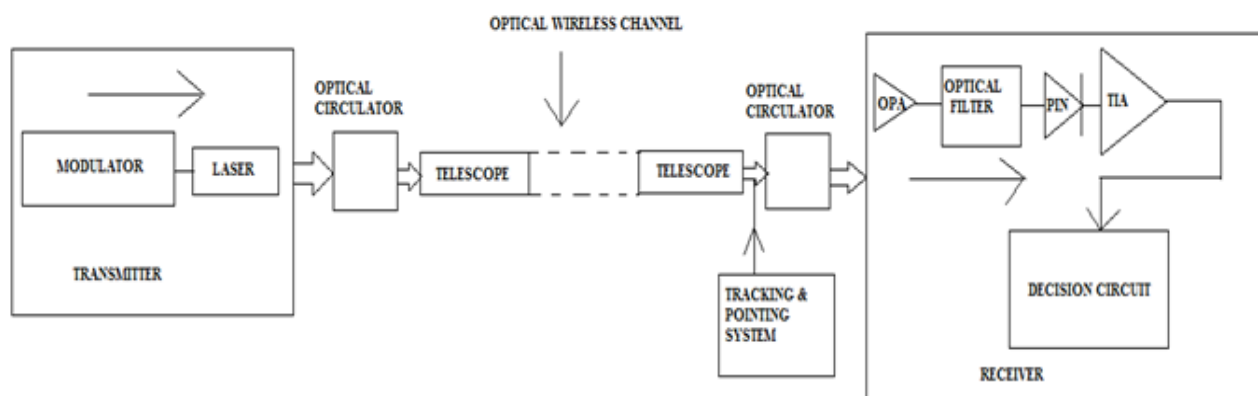 OPTICAL WIRELESS CHANNEL
MODULATOR
LASER
TRANSMITTER
OPTICAL
CIRCULATOR
TELESCOPE
TELESCOPE
OPTICAL
CIRCULATOR
TRACKING &
POINTING
SYSTEM
OPA
OPTICAL
FILTER
PIN
TIA
DECISION CIRCUIT
RECEIVER